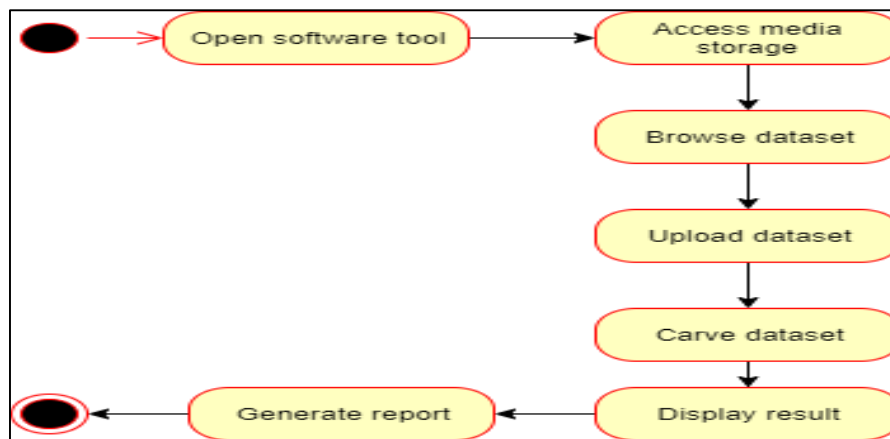 Open software tool
Access media
storage
Browse dataset
Upload dataset
Carve dataset
Display result
Generate report